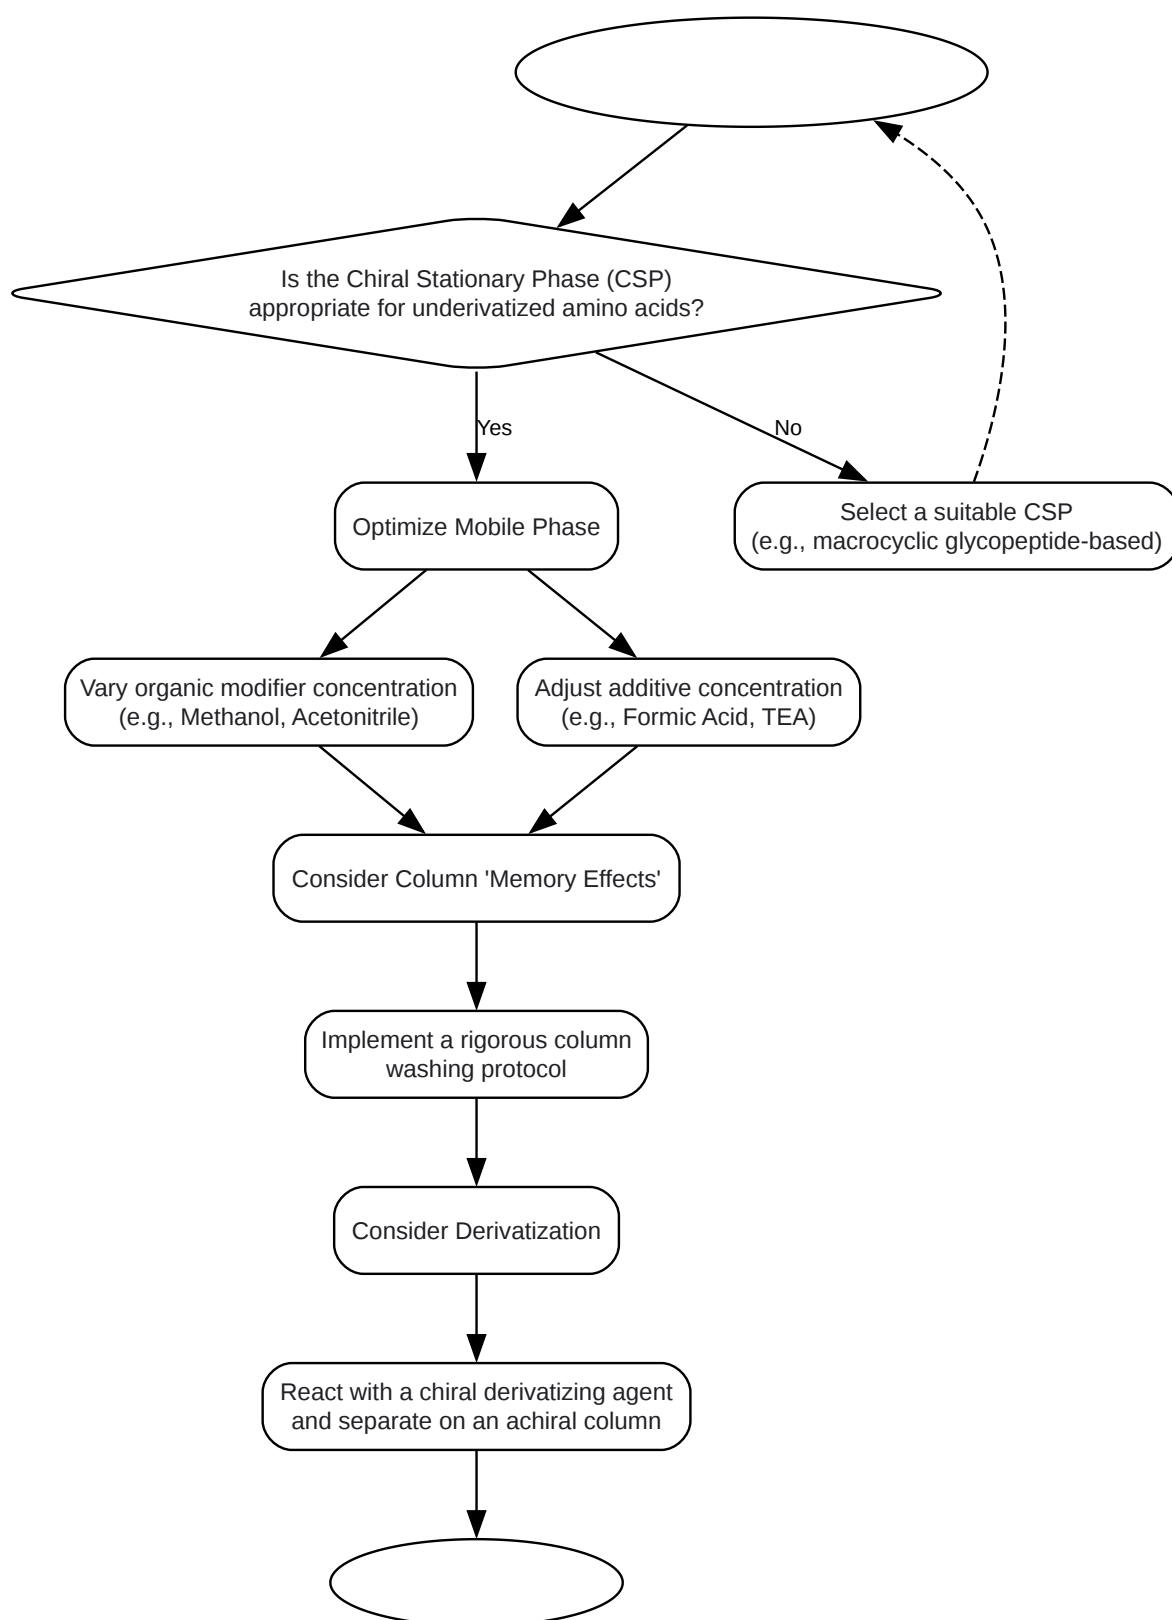 Is the Chiral Stationary Phase (CSP)
appropriate for underivatized amino acids?
Yes
No
Optimize Mobile Phase
Select a suitable CSP
(e.g., macrocyclic glycopeptide-based)
Vary organic modifier concentration
(e.g., Methanol, Acetonitrile)
Adjust additive concentration
(e.g., Formic Acid, TEA)
Consider Column 'Memory Effects'
Implement a rigorous column
washing protocol
Consider Derivatization
React with a chiral derivatizing agent
and separate on an achiral column